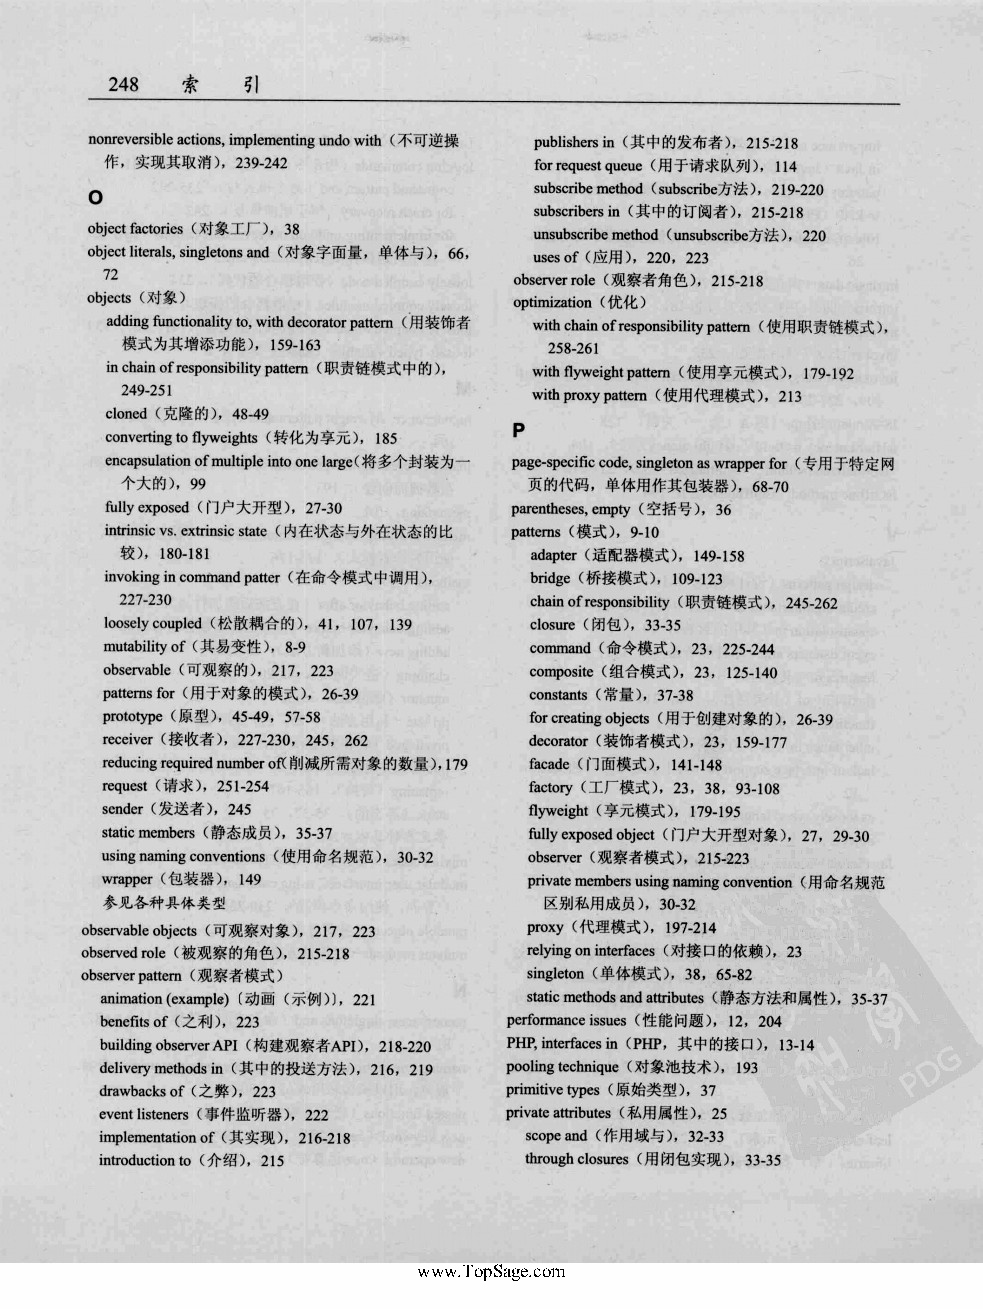 248 索 引
nonreversible actions, implementing undo with（不可逆操
作，实现其取消），239-242
O
object factories（对象工厂），38
object literals, singletons and（对象字面量，单体与），66，
72
objects（对象）
adding functionality to, with decorator pattern（用装饰者
模式为其增添功能），159-163
in chain of responsibility pattern（职责链模式中的），
249-251
cloned（克隆的），48-49
converting to flyweights（转化为享元），185
encapsulation of multiple into one large（将多个封装为一
个大的），99
fully exposed（门户大开型），27-30
intrinsic vs. extrinsic state（内在状态与外在状态的比
较），180-181
invoking in command patter（在命令模式中调用），
227-230
loosely coupled（松散耦合的），41，107，139
mutability of（其易变性），8-9
observable（可观察的），217，223
patterns for（用于对象的模式），26-39
prototype（原型），45-49，57-58
receiver（接收者），227-230，245，262
reducing required number of（削减所需对象的数量），179
request（请求），251-254
sender（发送者），245
static members（静态成员），35-37
using naming conventions（使用命名规范），30-32
wrapper（包装器），149
参见各种具体类型
observable objects（可观察对象），217，223
observed role（被观察的角色），215-218
observer pattern（观察者模式）
animation (example)〔动画（示例）〕，221
benefits of（之利），223
building observer API（构建观察者API），218-220
delivery methods in（其中的投送方法），216，219
drawbacks of（之弊），223
event listeners（事件监听器），222
implementation of（其实现），216-218
introduction to（介绍），215
publishers in（其中的发布者），215-218
for request queue（用于请求队列），114
subscribe method（subscribe方法），219-220
subscribers in（其中的订阅者），215-218
unsubscribe method（unsubscribe方法），220
uses of（应用），220，223
observer role（观察者角色），215-218
optimization（优化）
with chain of responsibility pattern（使用职责链模式），
258-261
with flyweight pattern（使用享元模式），179-192
with proxy pattern（使用代理模式），213
P
page-specific code, singleton as wrapper for（专用于特定网
页的代码，单体用作其包装器），68-70
parentheses, empty（空括号），36
patterns（模式），9-10
adapter（适配器模式），149-158
bridge（桥接模式），109-123
chain of responsibility（职责链模式），245-262
closure（闭包），33-35
command（命令模式），23，225-244
composite（组合模式），23，125-140
constants（常量），37-38
for creating objects（用于创建对象的），26-39
decorator（装饰者模式），23，159-177
facade（门面模式），141-148
factory（工厂模式），23，38，93-108
flyweight（享元模式），179-195
fully exposed object（门户大开型对象），27，29-30
observer（观察者模式），215-223
private members using naming convention（用命名规范
区别私用成员），30-32
proxy（代理模式），197-214
relying on interfaces（对接口的依赖），23
singleton（单体模式），38，65-82
static methods and attributes（静态方法和属性），35-37
performance issues（性能问题），12，204
PHP, interfaces in（PHP，其中的接口），13-14
pooling technique（对象池技术），193
primitive types（原始类型），37
private attributes（私用属性），25
scope and（作用域与），32-33
through closures（用闭包实现），33-35
PDG
www.TopSage.com